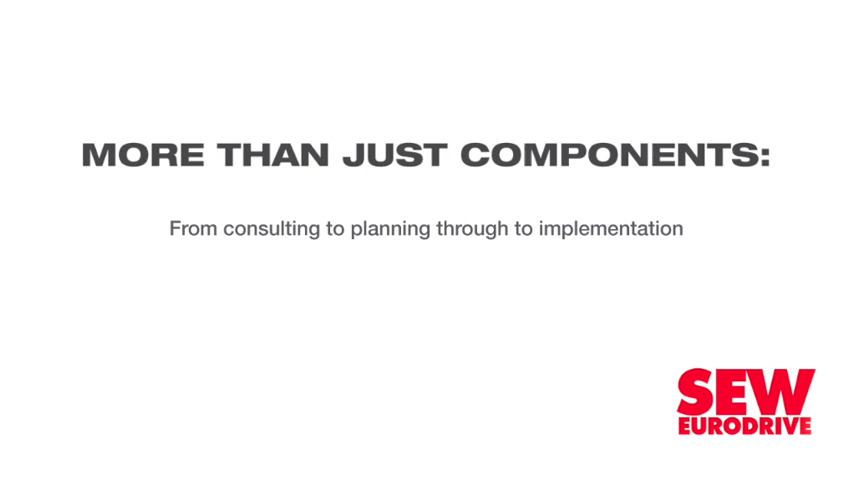 MORE THAN JUST COMPONENTS:
From consulting to planning through to implementation
SEW
EURODRIVE